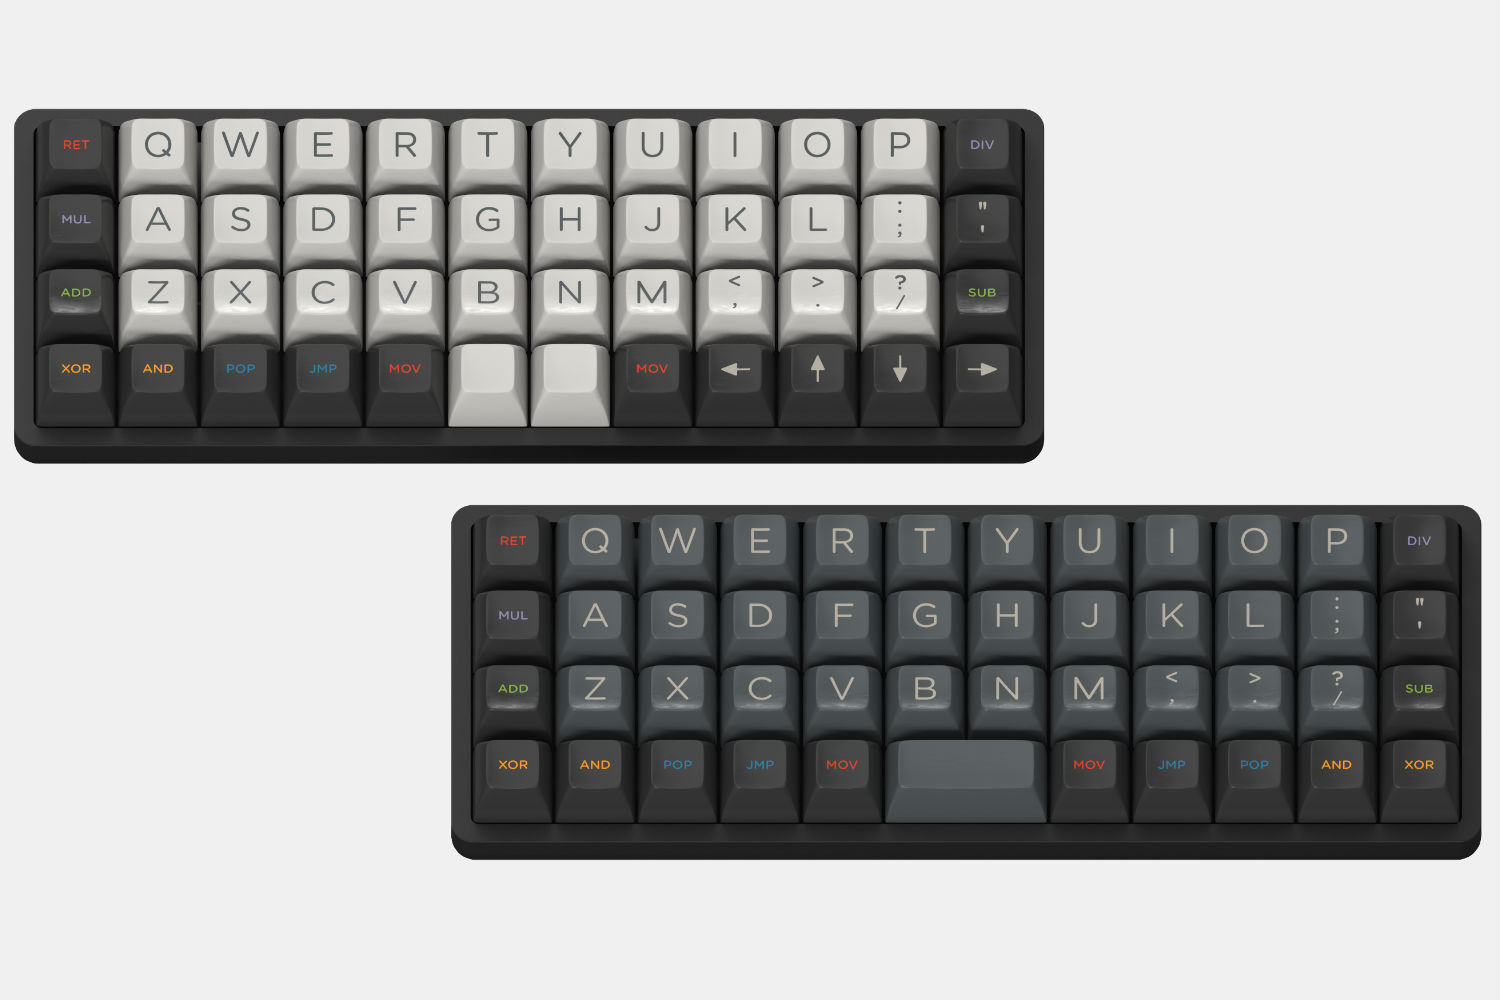 RET Q W E R T Y U I O P DIV
MUL A S D F G H J K L : ; " '
ADD Z X C V B N M < , > . ? / SUB
XOR AND POP JMP MOV MOV ← ↑ ↓ →
RET Q W E R T Y U I O P DIV
MUL A S D F G H J K L : ; " '
ADD Z X C V B N M < , > . ? / SUB
XOR AND POP JMP MOV MOV JMP POP AND XOR